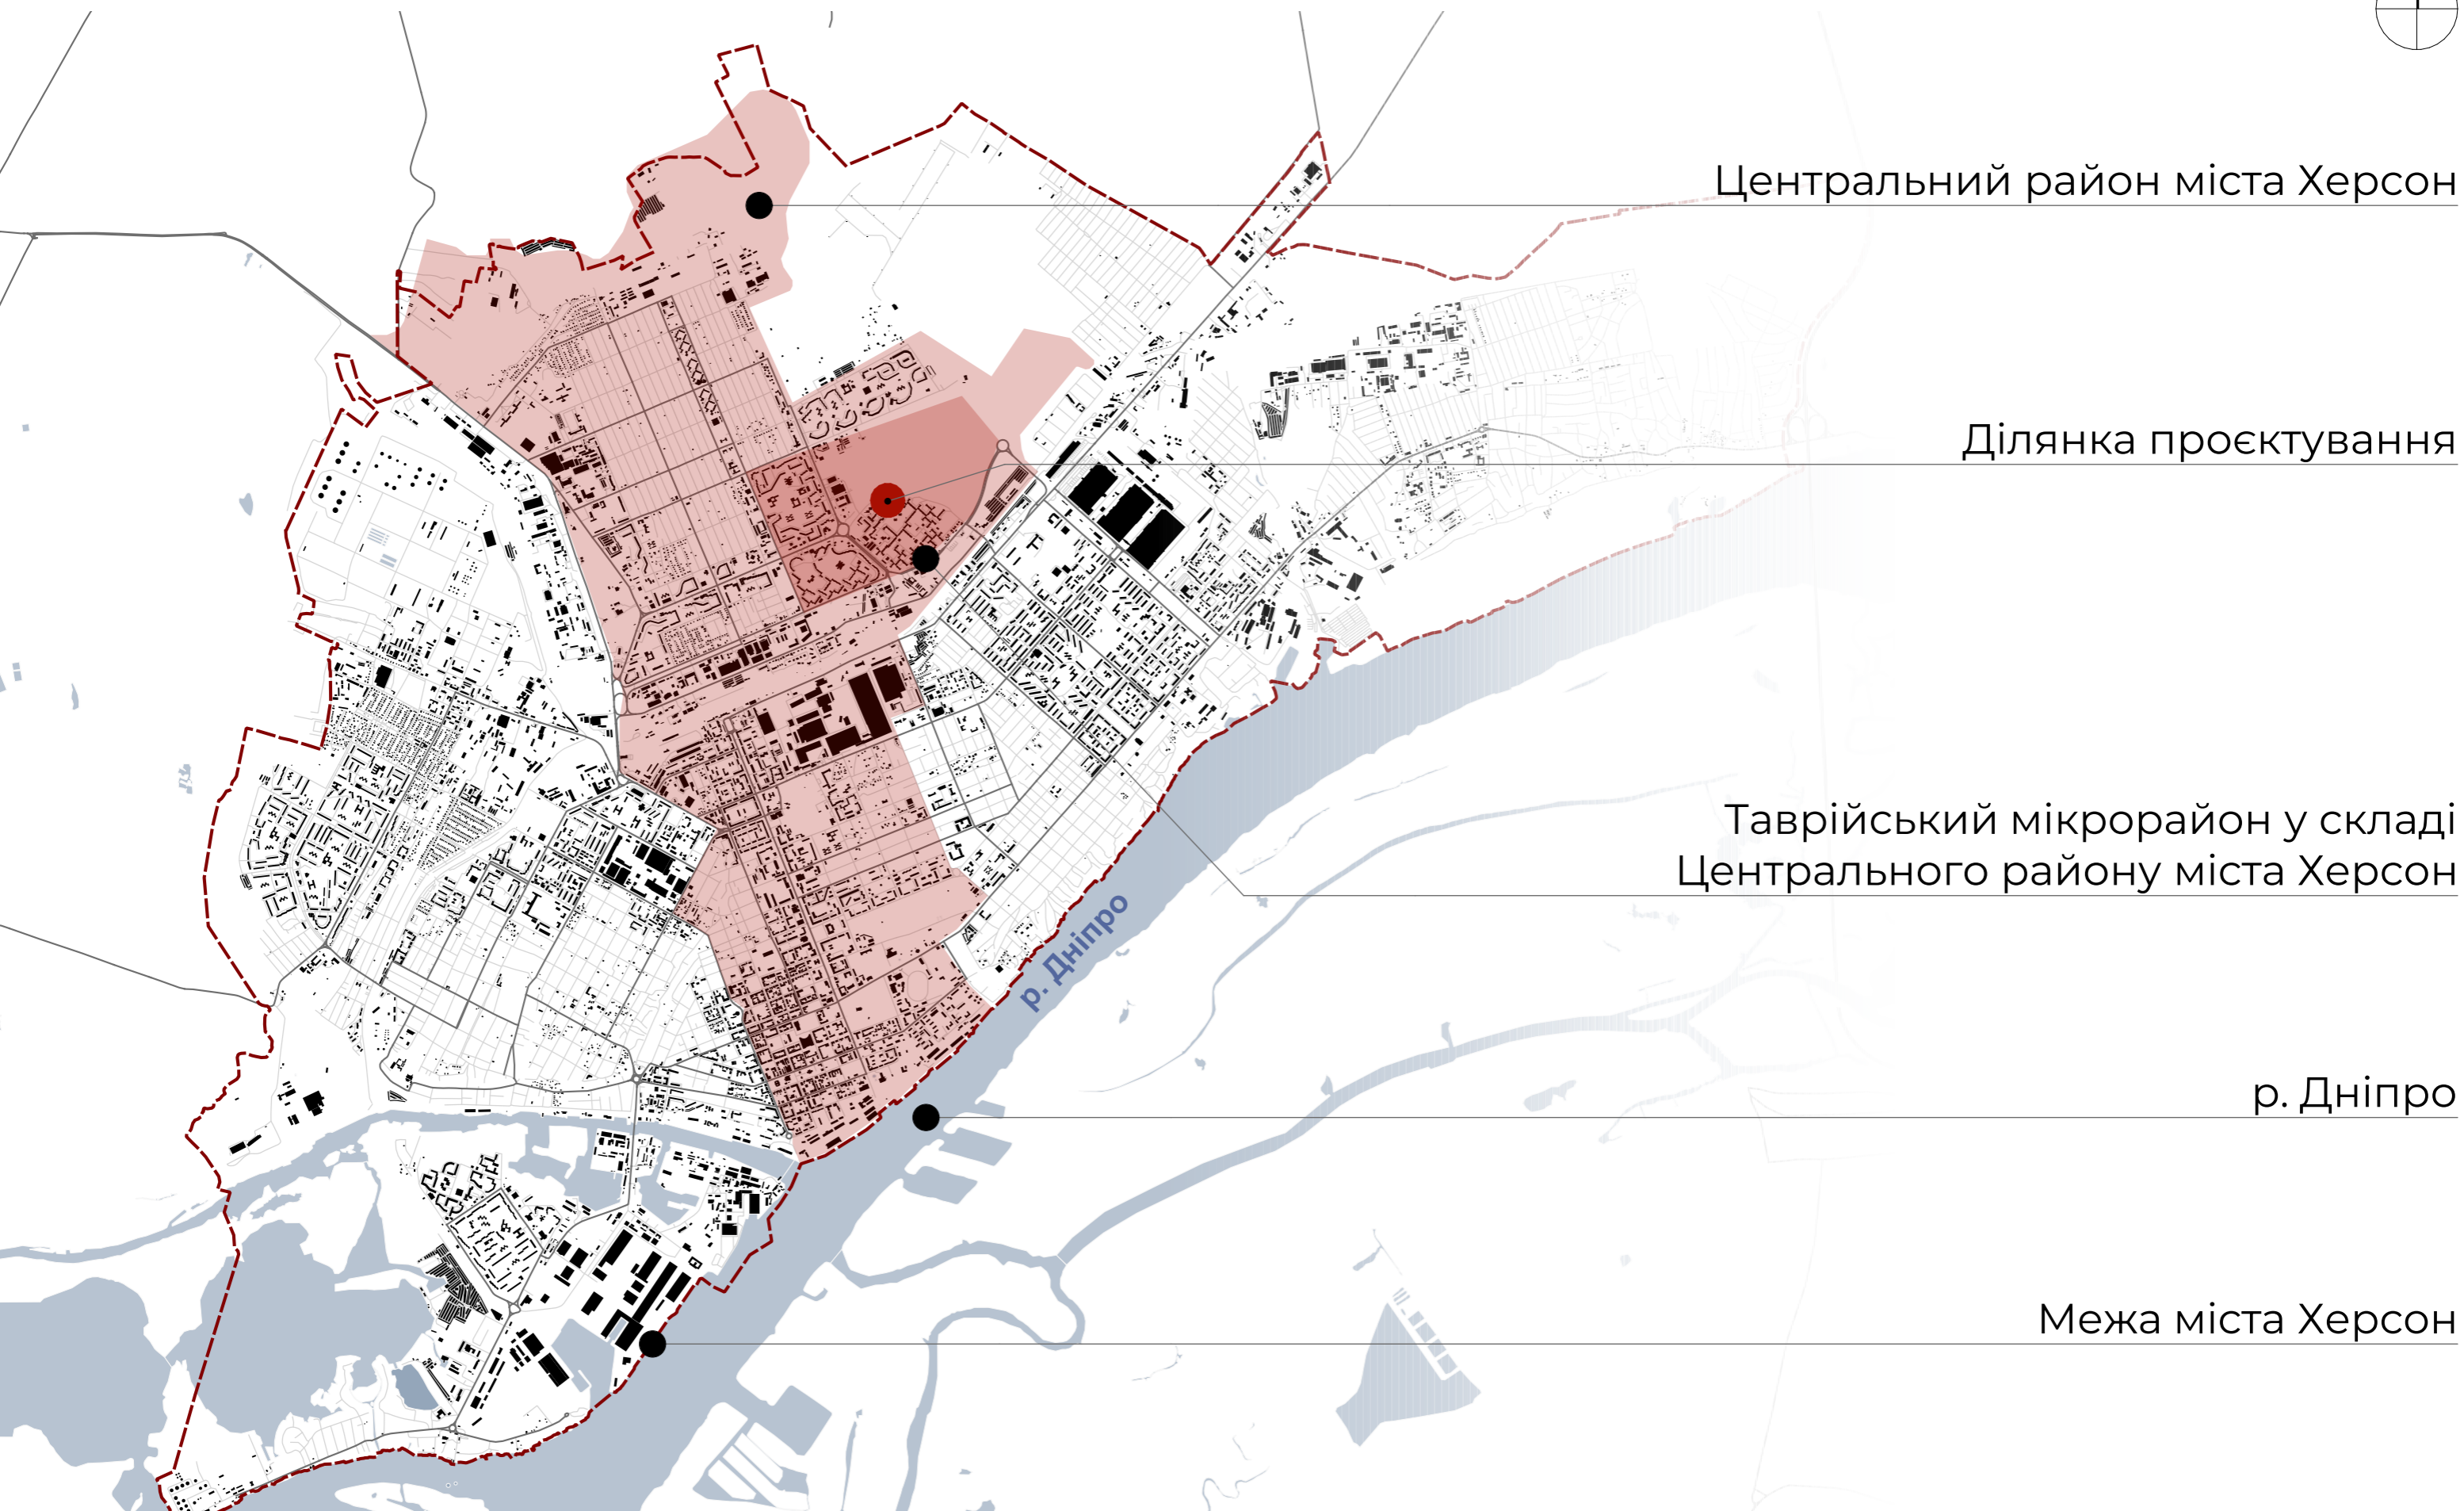 Центральний район міста Херсон
Ділянка проєктування
Таврійський мікрорайон у складі
Центрального району міста Херсон
р. Дніпро
р. Дніпро
Межа міста Херсон